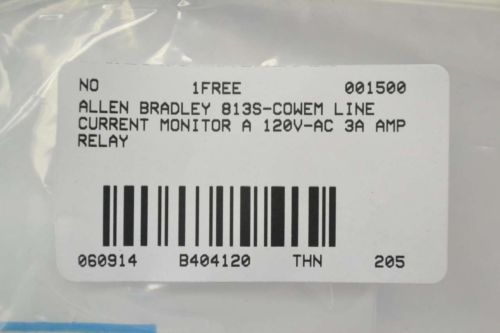 NO 1FREE 001500
ALLEN BRADLEY 813S-COWEM LINE
CURRENT MONITOR A 120V-AC 3A AMP
RELAY
060914 B404120 THN 205